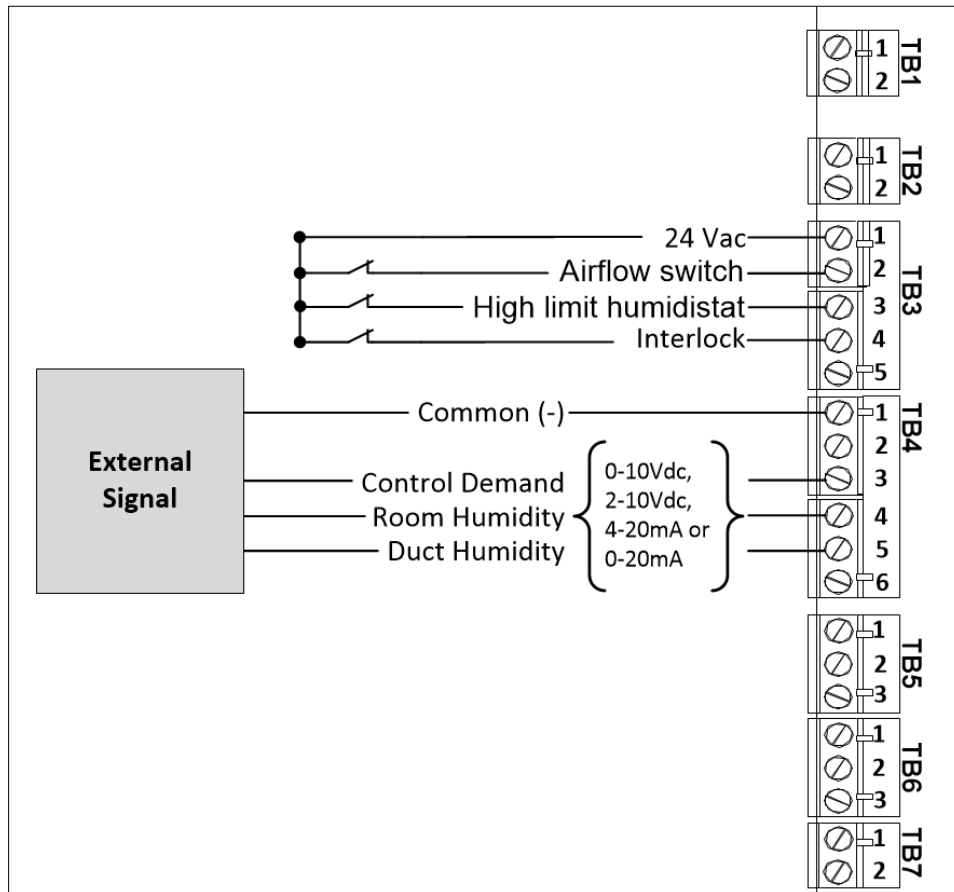 1
2
TB1
1
2
TB2
24 Vac
1
Airflow switch
2
High limit humidistat
3
Interlock
4
5
TB3
Common (-)
1
2
External
Signal
Control Demand
3
Room Humidity
4
Duct Humidity
5
6
0-10Vdc,
2-10Vdc,
4-20mA or
0-20mA
TB4
1
2
3
TB5
1
2
3
TB6
1
2
TB7